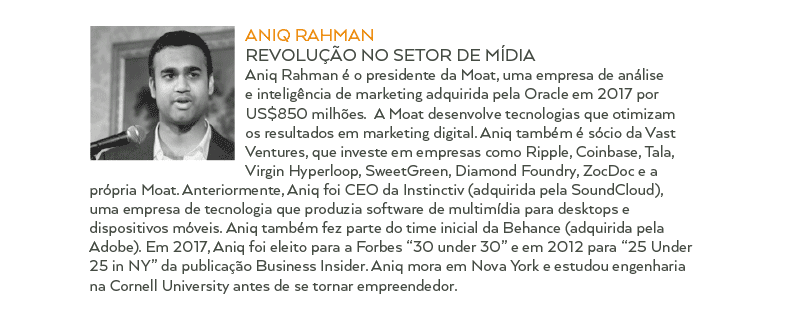 ANIQ RAHMAN
REVOLUÇÃO NO SETOR DE MÍDIA
Aniq Rahman é o presidente da Moat, uma empresa de análise
e inteligência de marketing adquirida pela Oracle em 2017 por
US$850 milhões.  A Moat desenvolve tecnologias que otimizam
os resultados em marketing digital. Aniq também é sócio da Vast
Ventures, que investe em empresas como Ripple, Coinbase, Tala,
Virgin Hyperloop, SweetGreen, Diamond Foundry, ZocDoc e a
própria Moat. Anteriormente, Aniq foi CEO da Instinctiv (adquirida pela SoundCloud),
uma empresa de tecnologia que produzia software de multimídia para desktops e
dispositivos móveis. Aniq também fez parte do time inicial da Behance (adquirida pela
Adobe). Em 2017, Aniq foi eleito para a Forbes “30 under 30” e em 2012 para “25 Under
25 in NY” da publicação Business Insider. Aniq mora em Nova York e estudou engenharia
na Cornell University antes de se tornar empreendedor.